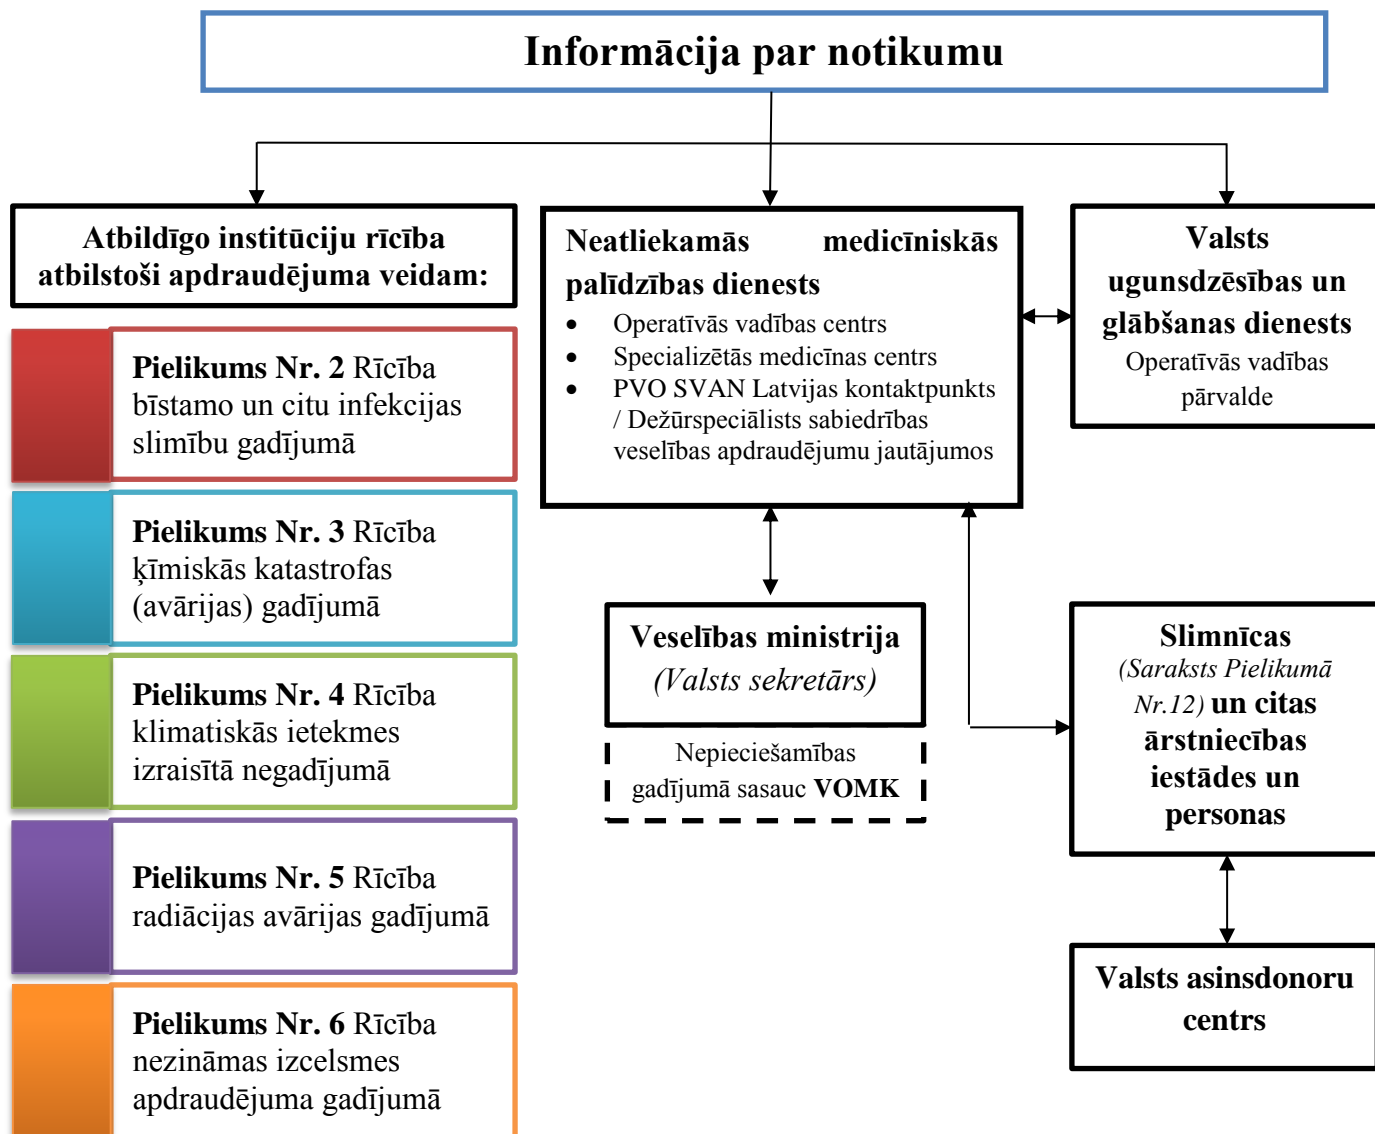 Informācija par notikumu
Atbildīgo institūciju rīcība
atbilstoši apdraudējuma veidam:
Pielikums Nr. 2 Rīcība
bīstamo un citu infekcijas
slimību gadījumā
Pielikums Nr. 3 Rīcība
ķīmiskās katastrofas
(avārijas) gadījumā
Pielikums Nr. 4 Rīcība
klimatiskās ietekmes
izraisītā negadījumā
Pielikums Nr. 5 Rīcība
radiācijas avārijas gadījumā
Pielikums Nr. 6 Rīcība
nezināmas izcelsmes
apdraudējuma gadījumā
Neatliekamās medicīniskās
palīdzības dienests
• Operatīvās vadības centrs
• Specializētās medicīnas centrs
• PVO SVAN Latvijas kontaktpunkts
/ Dežūrspeciālists sabiedrības
veselības apdraudējumu jautājumos
Veselības ministrija
(Valsts sekretārs)
Nepieciešamības
gadījumā sasauc VOMK
Valsts
ugunsdzēsības un
glābšanas dienests
Operatīvās vadības
pārvalde
Slimnīcas
(Saraksts Pielikumā
Nr.12) un citas
ārstniecības
iestādes un
personas
Valsts asinsdonoru
centrs